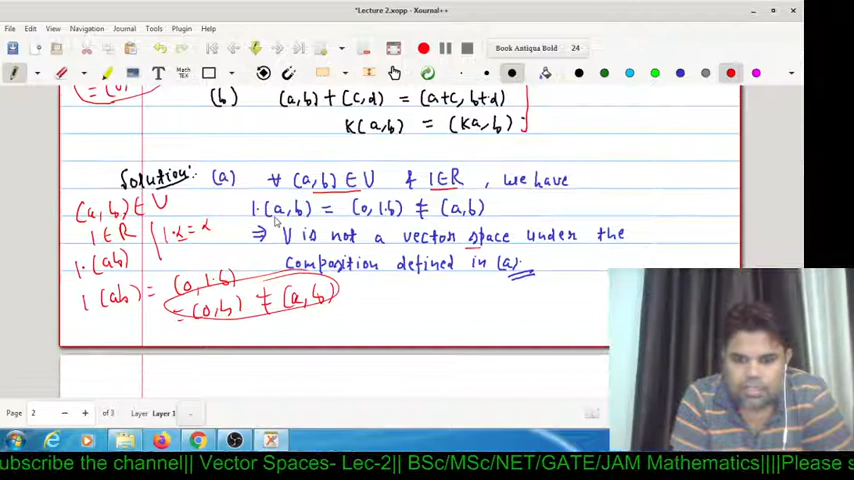 *Lecture 2.xopp - Xournal++
File Edit View Navigation Journal Tools Plugin Help
Book Antiqua Bold 24
(b) (a,b) + (c,d) = (a+c, b+d)
K(a,b) = (Ka, b).
Solution: (a) ∀ (a,b) ∈ V & 1∈R, we have
1·(a,b) = (0, 1·b) ≠ (a,b)
⇒ V is not a vector space under the
composition defined in (a).
(a, b) ∈ V
1∈R | 1·α = α
1·(ab)
1(ab) = (0, 1·b)
= (0,b) ≠ (a,b)
Page 2 of 3 Layer Layer 1
Subscribe the channel|| Vector Spaces- Lec-2|| BSc/MSc/NET/GATE/JAM Mathematics||||Please s